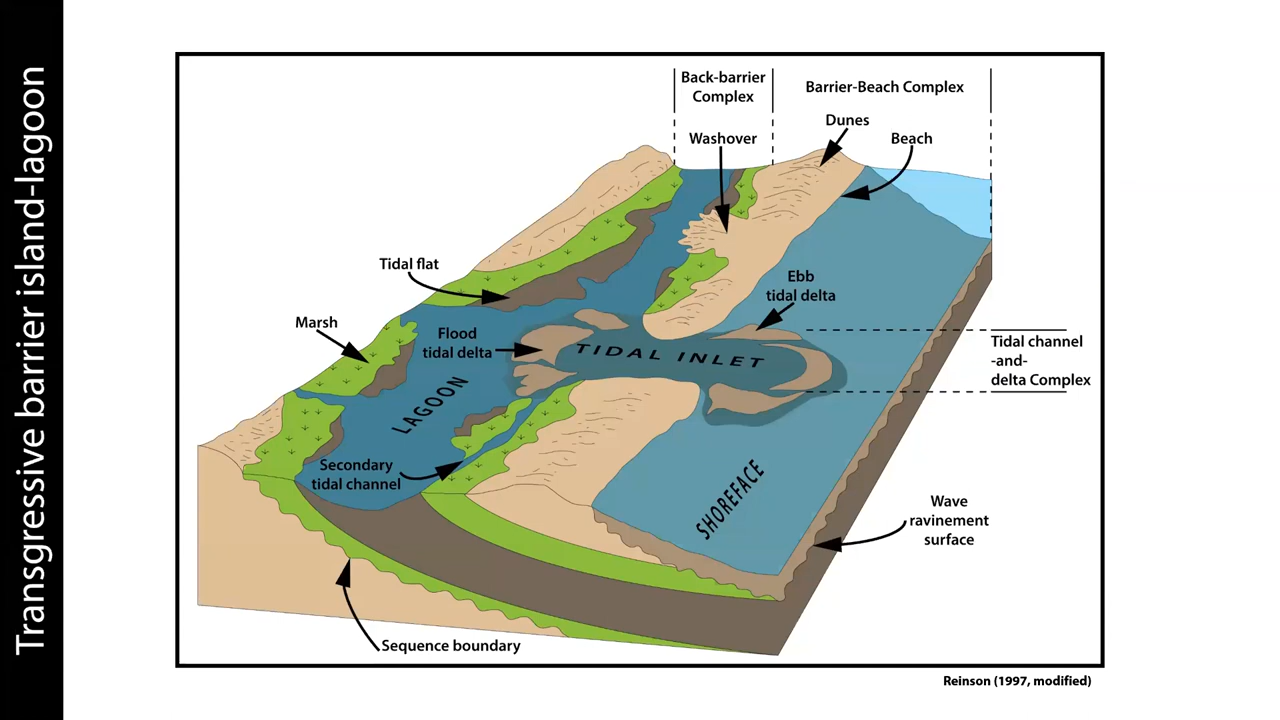 Transgressive barrier island-lagoon
Back-barrier
Complex
Barrier-Beach Complex
Dunes
Washover
Beach
Tidal flat
Ebb
tidal delta
Marsh
Flood
tidal delta
TIDAL INLET
Tidal channel
-and-
delta Complex
LAGOON
Secondary
tidal channel
SHOREFACE
Wave
ravinement
surface
Sequence boundary
Reinson (1997, modified)